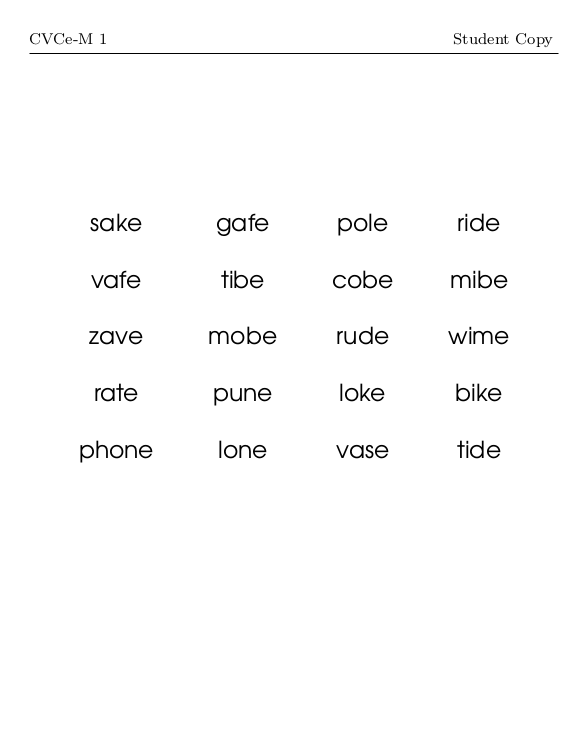 CVCe-M 1 Student Copy
sake gafe pole ride
vafe tibe cobe mibe
zave mobe rude wime
rate pune loke bike
phone lone vase tide